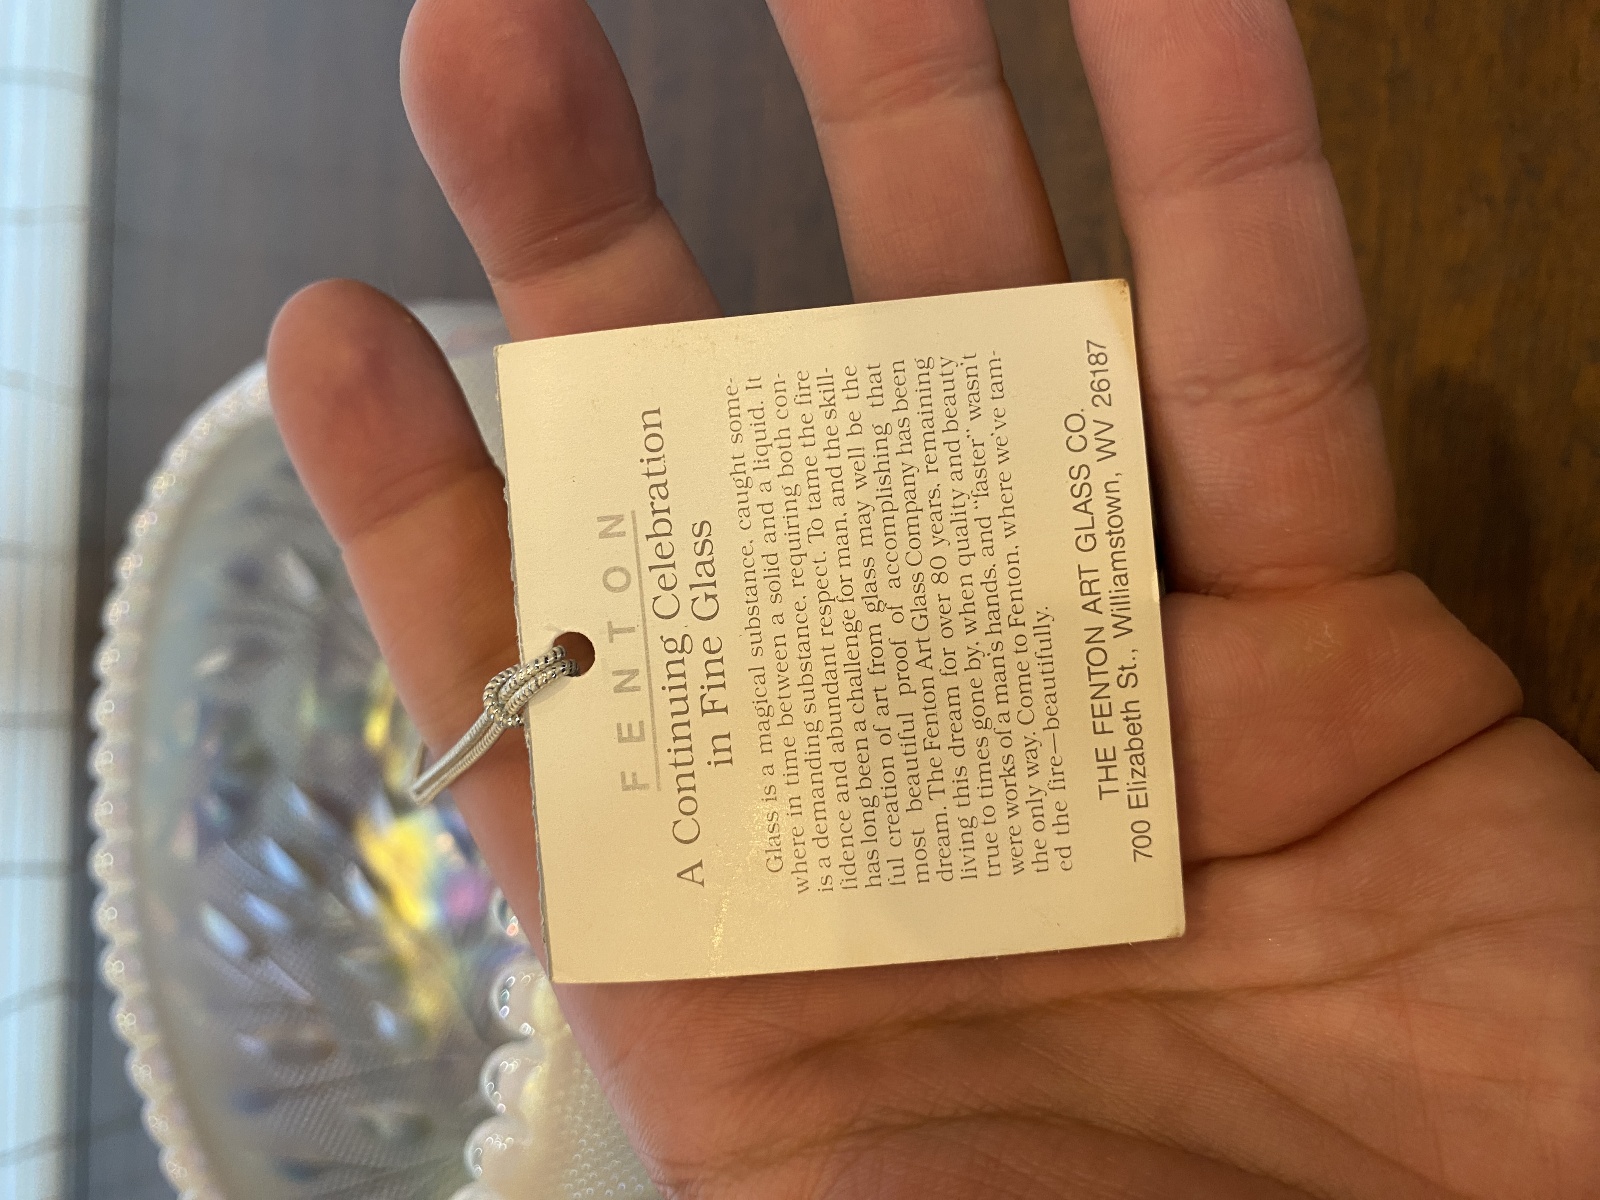 FENTON
A Continuing Celebration
in Fine Glass
Glass is a magical substance, caught some-
where in time between a solid and a liquid. It
is a demanding substance, requiring both con-
fidence and abundant respect. To tame the fire
has long been a challenge for man, and the skill-
ful creation of art from glass may well be the
most beautiful proof of accomplishing that
dream. The Fenton Art Glass Company has been
living this dream for over 80 years, remaining
true to times gone by, when quality and beauty
were works of a man's hands, and "faster" wasn't
the only way. Come to Fenton, where we've tam-
ed the fire—beautifully.
THE FENTON ART GLASS CO.
700 Elizabeth St., Williamstown, WV 26187